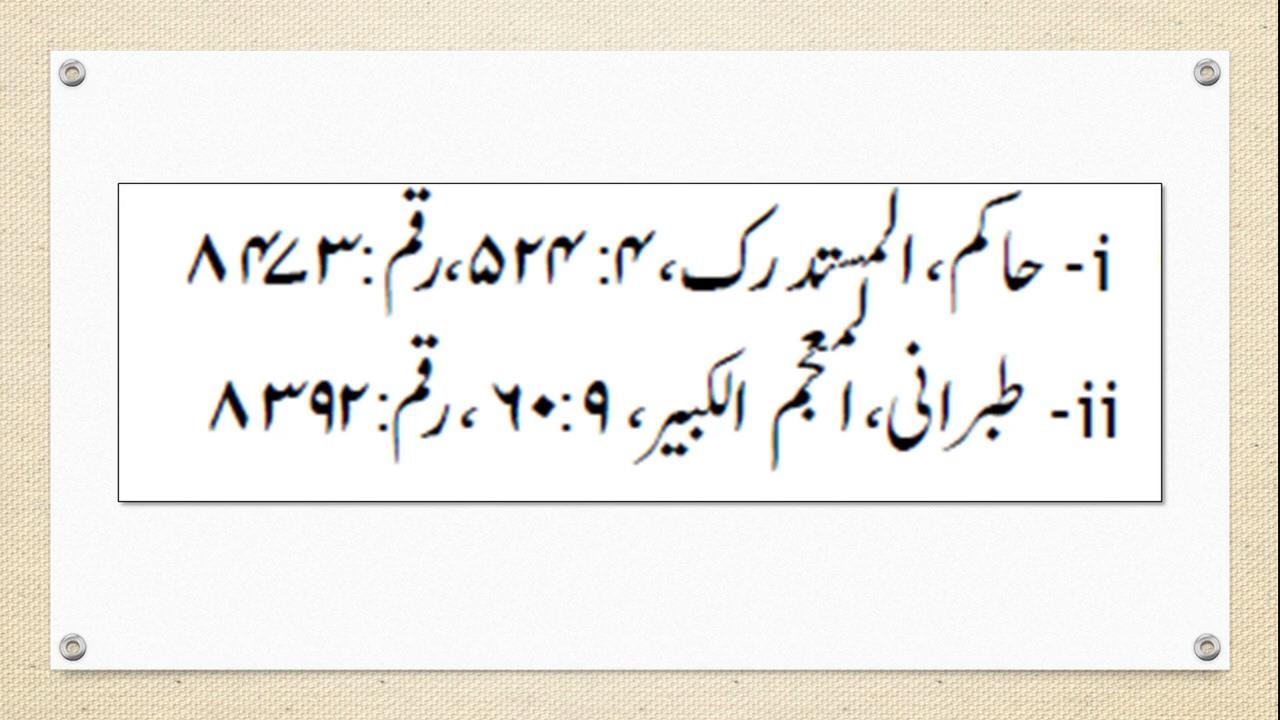 i- حاکم، المستدرک، ۴: ۵۲۴، رقم: ۸۴۷۳
ii- طبرانی، المعجم الکبیر، ۹: ۶۰، رقم: ۸۳۹۲